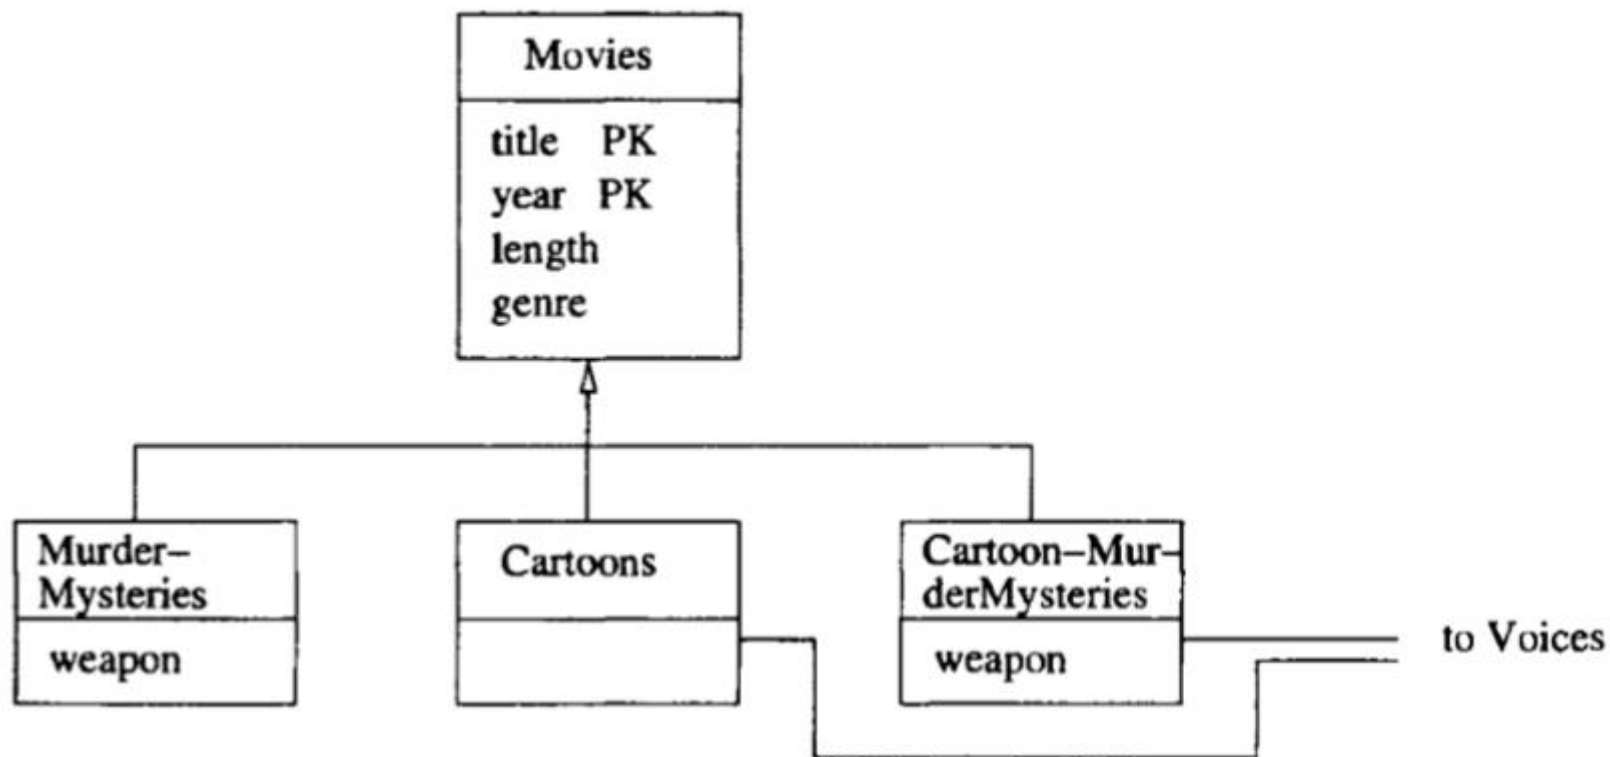 Movies
title PK
year PK
length
genre
Murder–
Mysteries
weapon
Cartoons
Cartoon–Mur–
derMysteries
weapon
to Voices